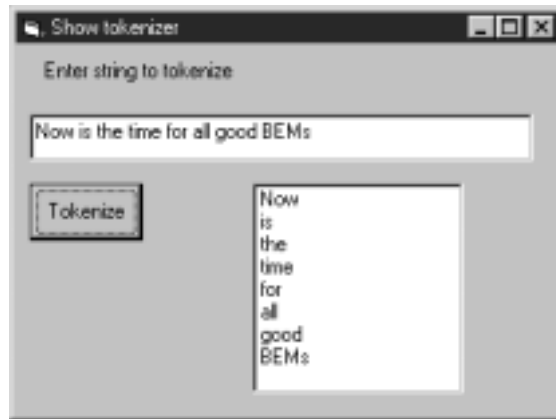 Show tokenizer
Enter string to tokenize
Now is the time for all good BEMs
Tokenize
Now
is
the
time
for
all
good
BEMs